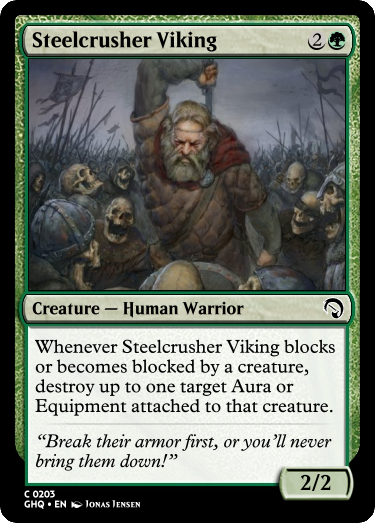 Steelcrusher Viking 2
Creature — Human Warrior
Whenever Steelcrusher Viking blocks
or becomes blocked by a creature,
destroy up to one target Aura or
Equipment attached to that creature.
“Break their armor first, or you’ll never
bring them down!”
2/2
C 0203
GHQ • EN Jonas Jensen